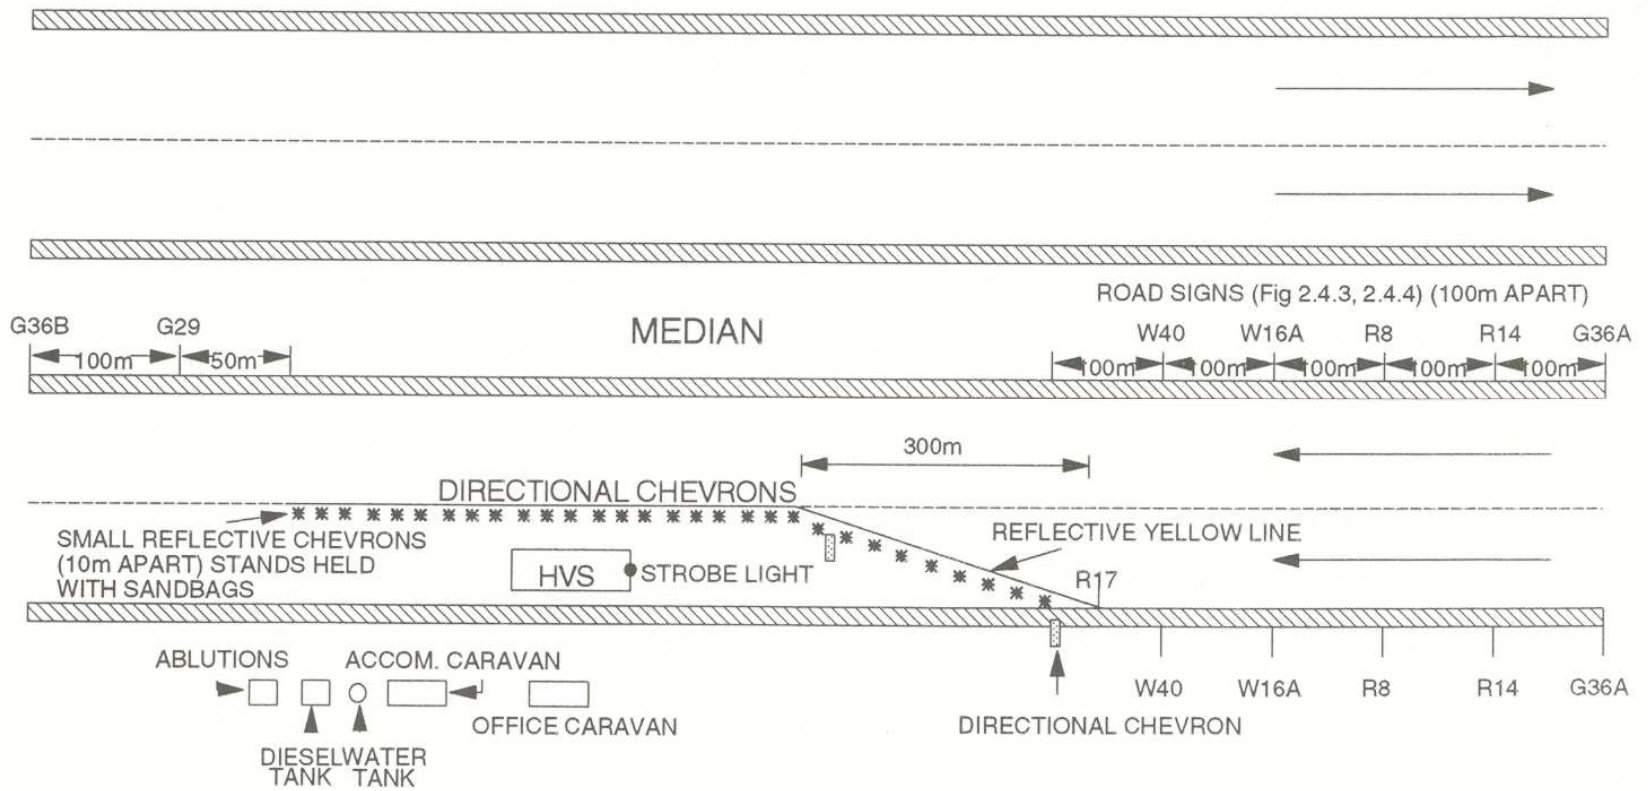 ROAD SIGNS (Fig 2.4.3, 2.4.4) (100m APART)
G36B G29 MEDIAN W40 W16A R8 R14 G36A
100m 50m 100m 100m 100m 100m 100m
300m
DIRECTIONAL CHEVRONS
SMALL REFLECTIVE CHEVRONS
(10m APART) STANDS HELD
WITH SANDBAGS
REFLECTIVE YELLOW LINE
HVS STROBE LIGHT
R17
ABLUTIONS ACCOM. CARAVAN
W40 W16A R8 R14 G36A
OFFICE CARAVAN
DIRECTIONAL CHEVRON
DIESEL WATER
TANK TANK